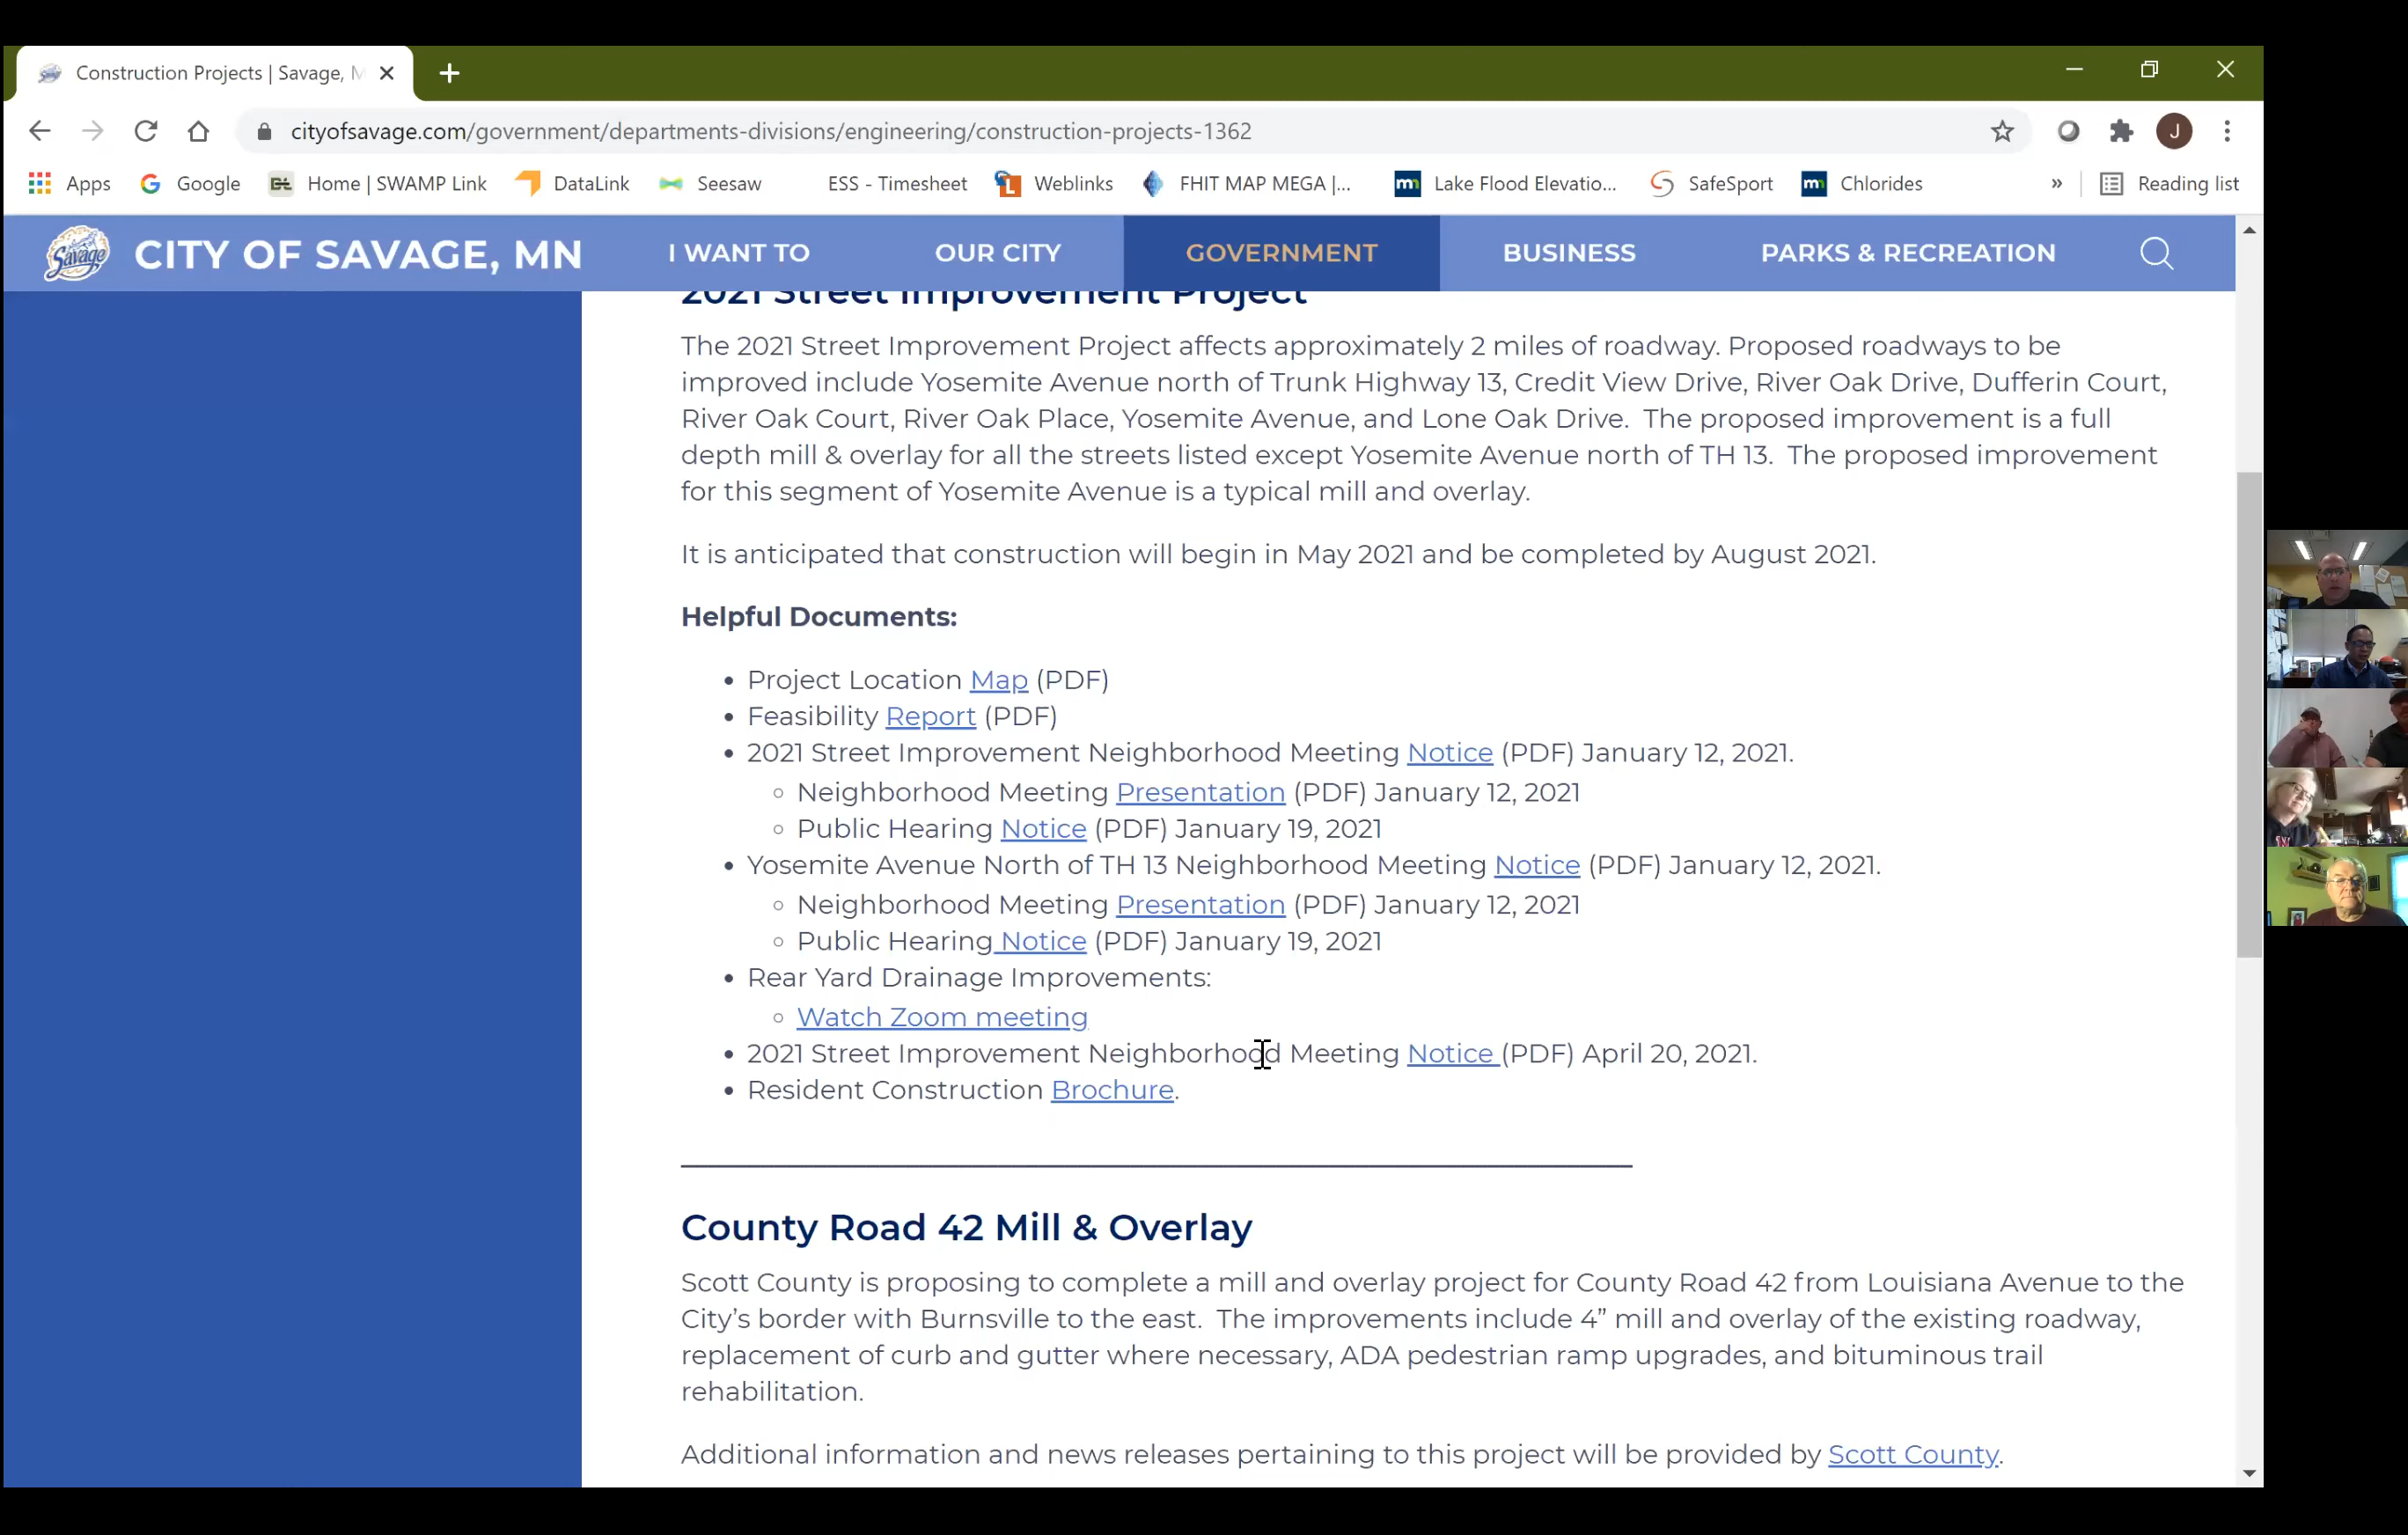 Construction Projects | Savage, M
cityofsavage.com/government/departments-divisions/engineering/construction-projects-1362
J
Apps Google Home | SWAMP Link DataLink Seesaw ESS - Timesheet Weblinks FHIT MAP MEGA |... Lake Flood Elevatio... SafeSport Chlorides » Reading list
Savage CITY OF SAVAGE, MN I WANT TO OUR CITY GOVERNMENT BUSINESS PARKS & RECREATION
2021 Street Improvement Project
The 2021 Street Improvement Project affects approximately 2 miles of roadway. Proposed roadways to be
improved include Yosemite Avenue north of Trunk Highway 13, Credit View Drive, River Oak Drive, Dufferin Court,
River Oak Court, River Oak Place, Yosemite Avenue, and Lone Oak Drive. The proposed improvement is a full
depth mill & overlay for all the streets listed except Yosemite Avenue north of TH 13. The proposed improvement
for this segment of Yosemite Avenue is a typical mill and overlay.
It is anticipated that construction will begin in May 2021 and be completed by August 2021.
Helpful Documents:
• Project Location Map (PDF)
• Feasibility Report (PDF)
• 2021 Street Improvement Neighborhood Meeting Notice (PDF) January 12, 2021.
◦ Neighborhood Meeting Presentation (PDF) January 12, 2021
◦ Public Hearing Notice (PDF) January 19, 2021
• Yosemite Avenue North of TH 13 Neighborhood Meeting Notice (PDF) January 12, 2021.
◦ Neighborhood Meeting Presentation (PDF) January 12, 2021
◦ Public Hearing Notice (PDF) January 19, 2021
• Rear Yard Drainage Improvements:
◦ Watch Zoom meeting
• 2021 Street Improvement Neighborhood Meeting Notice (PDF) April 20, 2021.
• Resident Construction Brochure.
County Road 42 Mill & Overlay
Scott County is proposing to complete a mill and overlay project for County Road 42 from Louisiana Avenue to the
City's border with Burnsville to the east. The improvements include 4” mill and overlay of the existing roadway,
replacement of curb and gutter where necessary, ADA pedestrian ramp upgrades, and bituminous trail
rehabilitation.
Additional information and news releases pertaining to this project will be provided by Scott County.